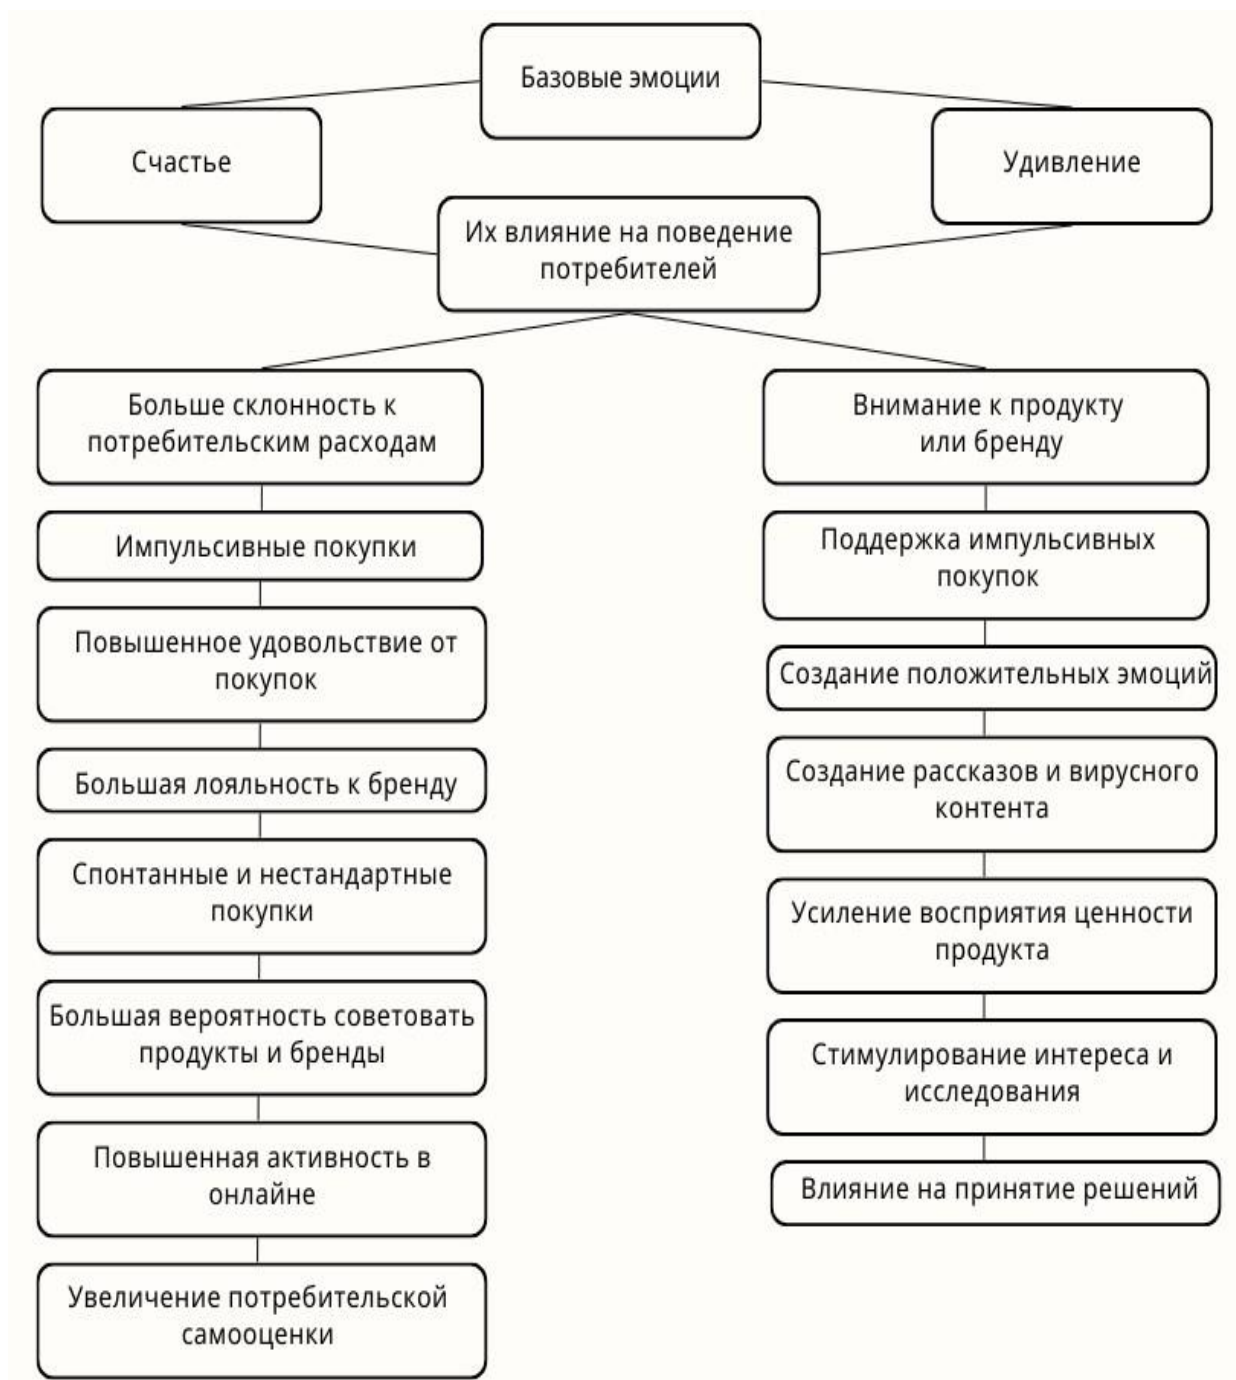 Базовые эмоции
Счастье
Удивление
Их влияние на поведение
потребителей
Больше склонность к
потребительским расходам
Импульсивные покупки
Повышенное удовольствие от
покупок
Большая лояльность к бренду
Спонтанные и нестандартные
покупки
Большая вероятность советовать
продукты и бренды
Повышенная активность в
онлайне
Увеличение потребительской
самооценки
Внимание к продукту
или бренду
Поддержка импульсивных
покупок
Создание положительных эмоций
Создание рассказов и вирусного
контента
Усиление восприятия ценности
продукта
Стимулирование интереса и
исследования
Влияние на принятие решений